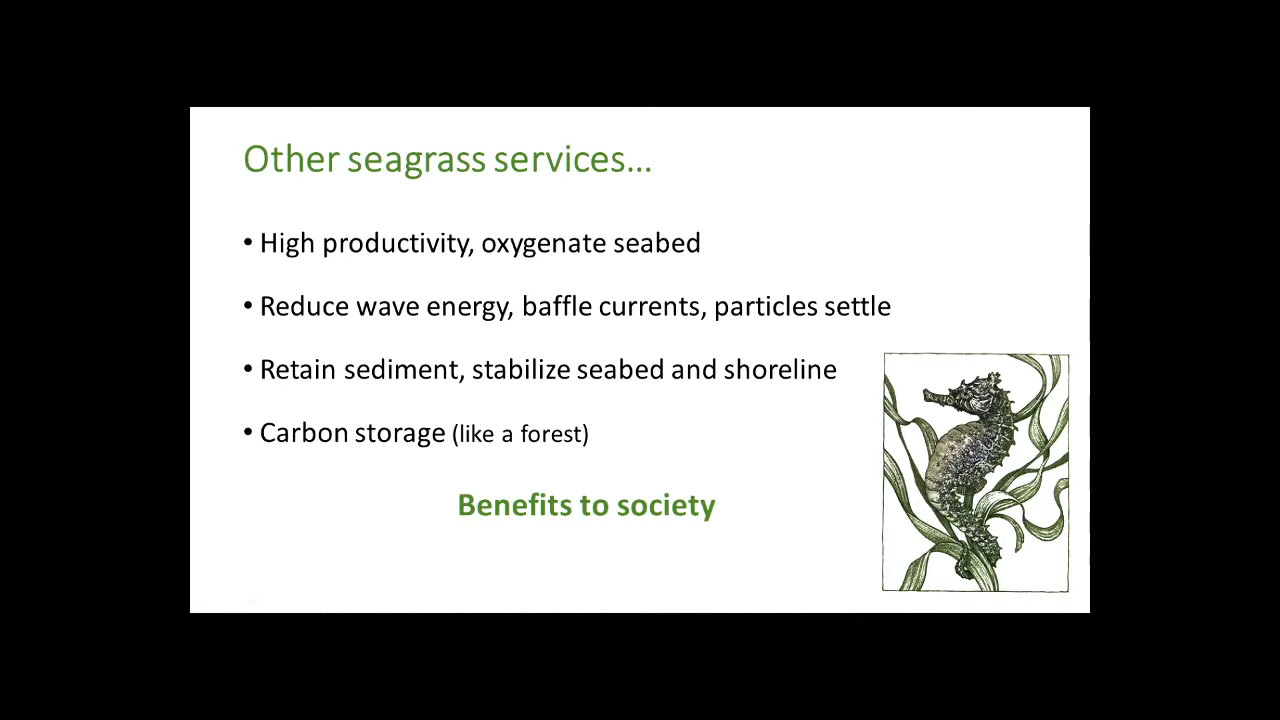 Other seagrass services…
• High productivity, oxygenate seabed
• Reduce wave energy, baffle currents, particles settle
• Retain sediment, stabilize seabed and shoreline
• Carbon storage (like a forest)
Benefits to society